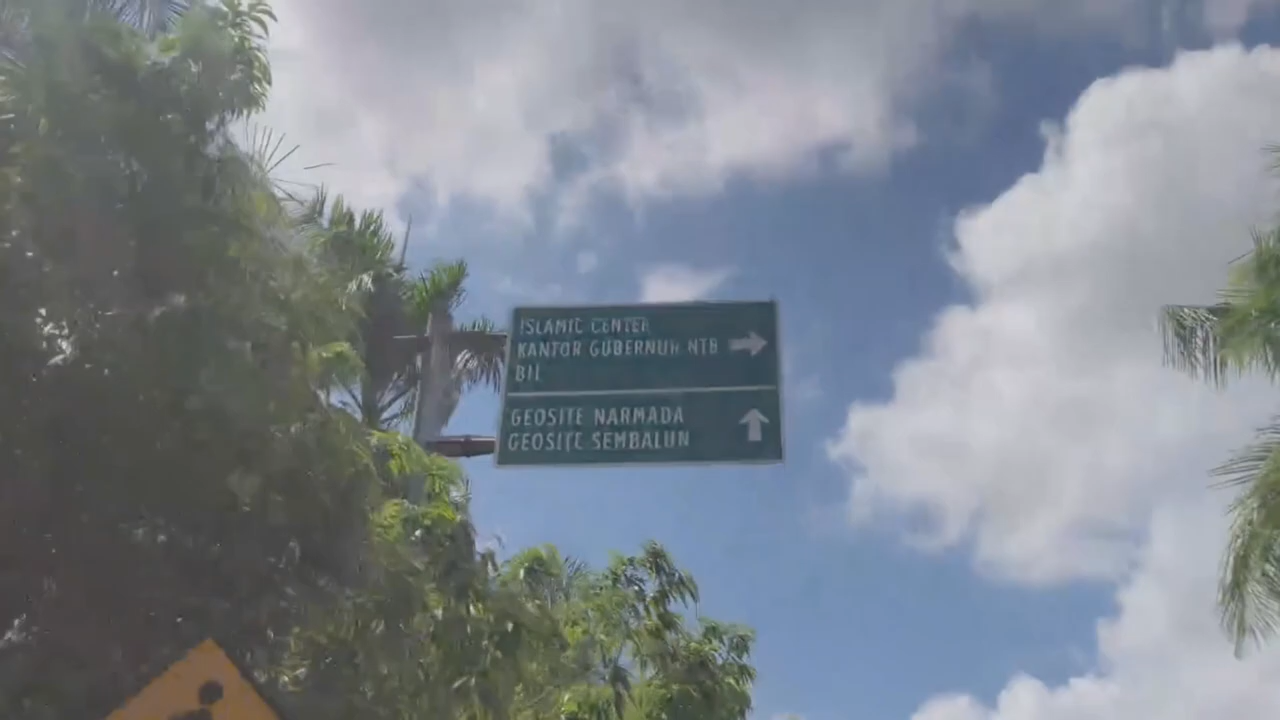 ISLAMIC CENTER
KANTOR GUBERNUR NTB
BIL
GEOSITE NARMADA
GEOSITE SEMBALUN